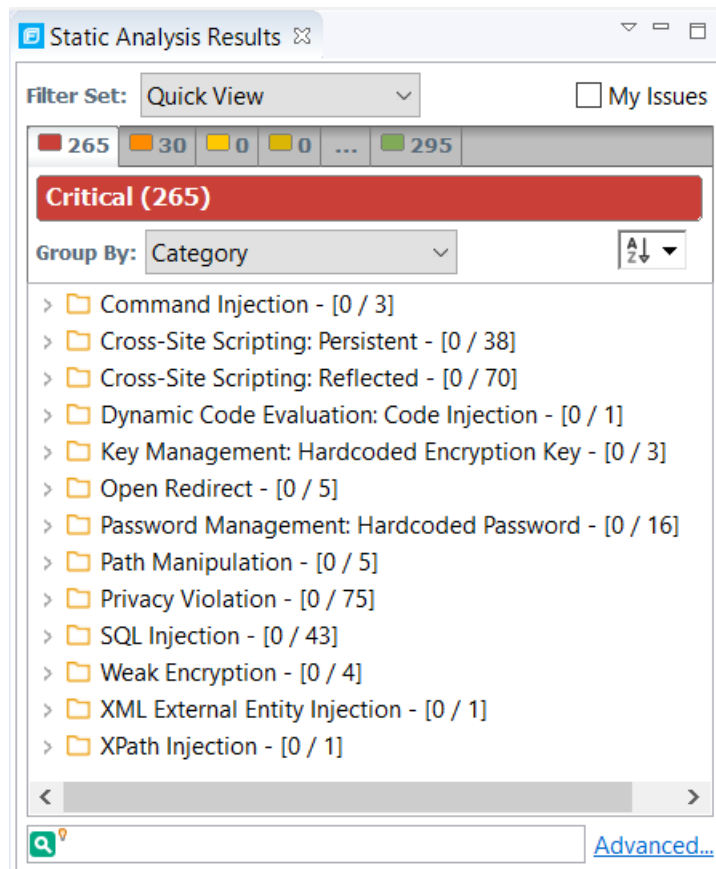 Static Analysis Results
Filter Set: Quick View My Issues
265 30 0 0 ... 295
Critical (265)
Group By: Category
Command Injection - [0 / 3]
Cross-Site Scripting: Persistent - [0 / 38]
Cross-Site Scripting: Reflected - [0 / 70]
Dynamic Code Evaluation: Code Injection - [0 / 1]
Key Management: Hardcoded Encryption Key - [0 / 3]
Open Redirect - [0 / 5]
Password Management: Hardcoded Password - [0 / 16]
Path Manipulation - [0 / 5]
Privacy Violation - [0 / 75]
SQL Injection - [0 / 43]
Weak Encryption - [0 / 4]
XML External Entity Injection - [0 / 1]
XPath Injection - [0 / 1]
Advanced...